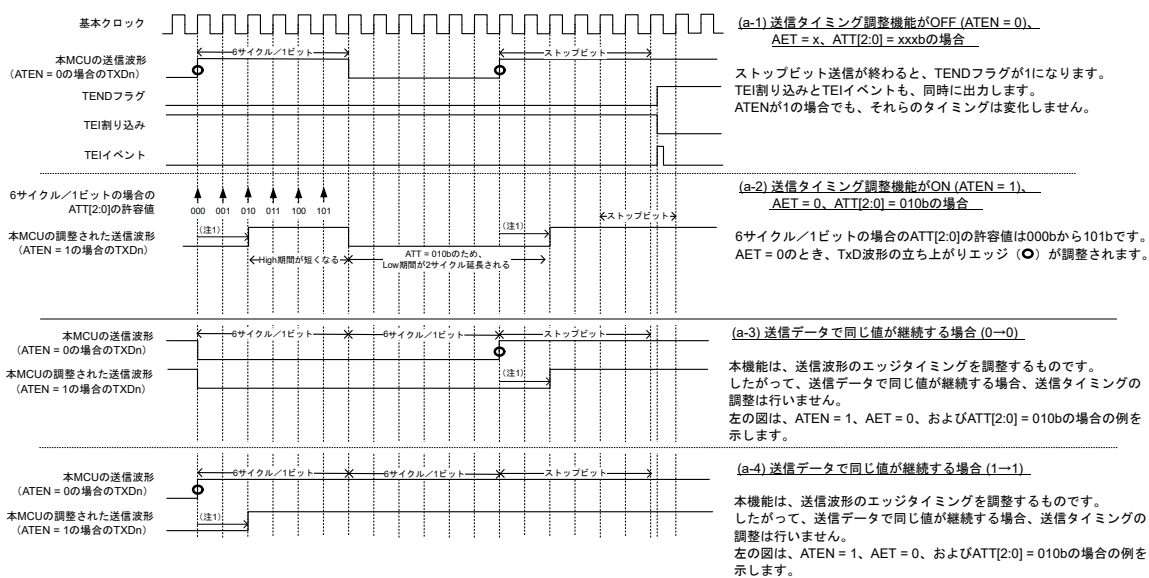 基本クロック
本MCUの送信波形
(ATEN = 0の場合のTXDn)
6サイクル／1ビット
ストップビット
TENDフラグ
TEI割り込み
TEIイベント
(a-1) 送信タイミング調整機能がOFF (ATEN = 0)、
AET = x、ATT[2:0] = xxxbの場合
ストップビット送信が終わると、TENDフラグが1になります。
TEI割り込みとTEIイベントも、同時に出力します。
ATENが1の場合でも、それらのタイミングは変化しません。
6サイクル／1ビットの場合の
ATT[2:0]の許容値
000 001 010 011 100 101
本MCUの調整された送信波形
(ATEN = 1の場合のTXDn)
(注1)
High期間が短くなる
ATT = 010bのため、
Low期間が2サイクル延長される
(注1)
ストップビット
(a-2) 送信タイミング調整機能がON (ATEN = 1)、
AET = 0、ATT[2:0] = 010bの場合
6サイクル／1ビットの場合のATT[2:0]の許容値は000bから101bです。
AET = 0のとき、TxD波形の立ち上がりエッジ（O）が調整されます。
本MCUの送信波形
(ATEN = 0の場合のTXDn)
6サイクル／1ビット
6サイクル／1ビット
ストップビット
本MCUの調整された送信波形
(ATEN = 1の場合のTXDn)
(注1)
(a-3) 送信データで同じ値が継続する場合 (0→0)
本機能は、送信波形のエッジタイミングを調整するものです。
したがって、送信データで同じ値が継続する場合、送信タイミングの
調整は行いません。
左の図は、ATEN = 1、AET = 0、およびATT[2:0] = 010bの場合の例を
示します。
本MCUの送信波形
(ATEN = 0の場合のTXDn)
6サイクル／1ビット
6サイクル／1ビット
ストップビット
本MCUの調整された送信波形
(ATEN = 1の場合のTXDn)
(注1)
(a-4) 送信データで同じ値が継続する場合 (1→1)
本機能は、送信波形のエッジタイミングを調整するものです。
したがって、送信データで同じ値が継続する場合、送信タイミングの
調整は行いません。
左の図は、ATEN = 1、AET = 0、およびATT[2:0] = 010bの場合の例を
示します。